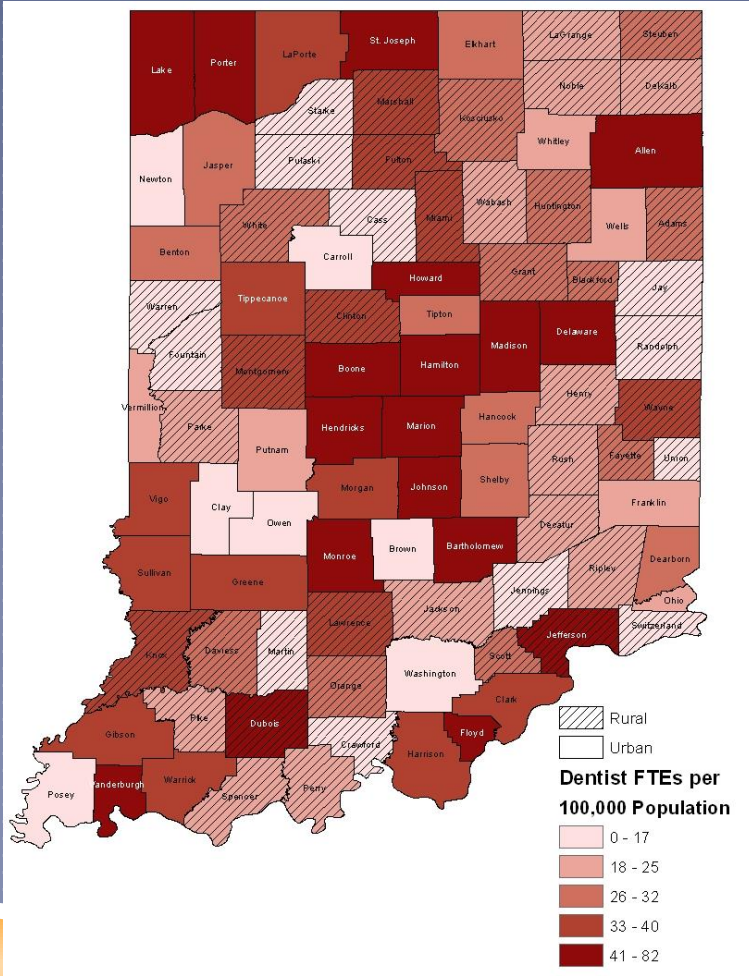 St. Joseph
LaGrange
Steuben
Elkhart
LaPorte
Porter
Lake
Noble
DeKalb
Marshall
Starke
Kosciusko
Whitley
Allen
Pulaski
Fulton
Newton
Jasper
Wabash
Huntington
Miami
Cass
White
Wells
Adams
Benton
Carroll
Howard
Grant
Blackford
Jay
Tippecanoe
Warren
Clinton
Tipton
Delaware
Madison
Randolph
Fountain
Boone
Hamilton
Montgomery
Henry
Vermillion
Wayne
Hancock
Parke
Hendricks
Marion
Putnam
Fayette
Union
Rush
Shelby
Johnson
Morgan
Vigo
Franklin
Clay
Owen
Decatur
Brown
Bartholomew
Monroe
Dearborn
Ripley
Sullivan
Greene
Jennings
Ohio
Jackson
Lawrence
Switzerland
Jefferson
Knox
Daviess
Martin
Scott
Washington
Orange
Clark
Pike
Dubois
Crawford
Floyd
Gibson
Harrison
Posey
Vanderburgh
Warrick
Perry
Spencer
Rural
Urban
Dentist FTEs per
100,000 Population
0 - 17
18 - 25
26 - 32
33 - 40
41 - 82